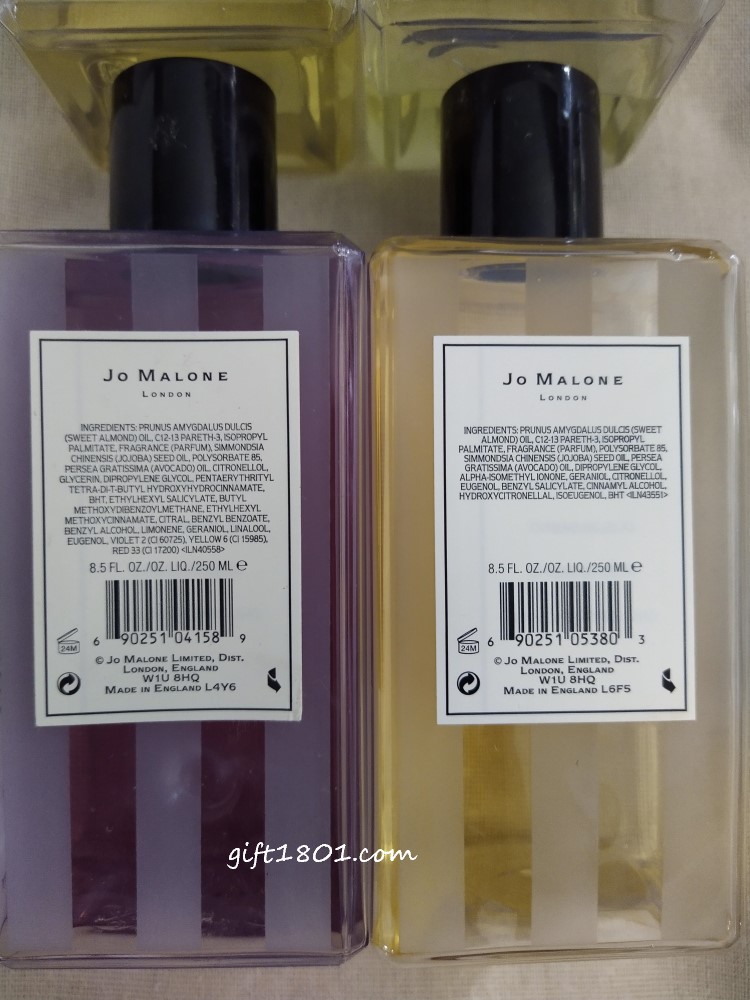 Jo Malone
London
INGREDIENTS: PRUNUS AMYGDALUS DULCIS
(SWEET ALMOND) OIL, C12-13 PARETH-3, ISOPROPYL
PALMITATE, FRAGRANCE (PARFUM), SIMMONDSIA
CHINENSIS (JOJOBA) SEED OIL, POLYSORBATE 85,
PERSEA GRATISSIMA (AVOCADO) OIL, CITRONELLOL,
GLYCERIN, DIPROPYLENE GLYCOL, PENTAERYTHRITYL
TETRA-DI-T-BUTYL HYDROXYHYDROCINNAMATE,
BHT, ETHYLHEXYL SALICYLATE, BUTYL
METHOXYDIBENZOYLMETHANE, ETHYLHEXYL
METHOXYCINNAMATE, CITRAL, BENZYL BENZOATE,
BENZYL ALCOHOL, LIMONENE, GERANIOL, LINALOOL,
EUGENOL, VIOLET 2 (CI 60725), YELLOW 6 (CI 15985),
RED 33 (CI 17200) <ILN40558>
8.5 FL. OZ./OZ. LIQ./250 ML ℮
6 90251 04158 9
24M
© Jo Malone Limited, Dist.
London, England
W1U 8HQ
Made in England L4Y6
Jo Malone
London
INGREDIENTS: PRUNUS AMYGDALUS DULCIS (SWEET
ALMOND) OIL, C12-13 PARETH-3, ISOPROPYL
PALMITATE, FRAGRANCE (PARFUM), POLYSORBATE 85,
SIMMONDSIA CHINENSIS (JOJOBA) SEED OIL, PERSEA
GRATISSIMA (AVOCADO) OIL, DIPROPYLENE GLYCOL,
ALPHA-ISOMETHYL IONONE, GERANIOL, CITRONELLOL,
EUGENOL, BENZYL SALICYLATE, CINNAMYL ALCOHOL,
HYDROXYCITRONELLAL, ISOEUGENOL, BHT <ILN43551>
8.5 FL. OZ./OZ. LIQ./250 ML ℮
6 90251 05380 3
24M
© Jo Malone Limited, Dist.
London, England
W1U 8HQ
Made in England L6F5
gift1801.com